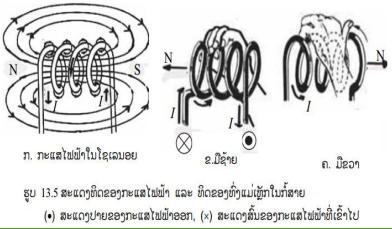 N S N N
I I I I
ກ. ກະແສໄຟຟ້າໃນໂຊເລນອຍ
ຂ.ມືຊ້າຍ
ຄ. ມືຂວາ
ຮູບ 13.5 ສະແດງທິດຂອງກະແສໄຟຟ້າ ແລະ ທິດຂອງທົ່ງແມ່ເຫຼັກໃນກໍ້ສາຍ
(•) ສະແດງປາຍຂອງກະແສໄຟຟ້າອອກ, (×) ສະແດງສົ້ນຂອງກະແສໄຟຟ້າທີ່ເຂົ້າໄປ